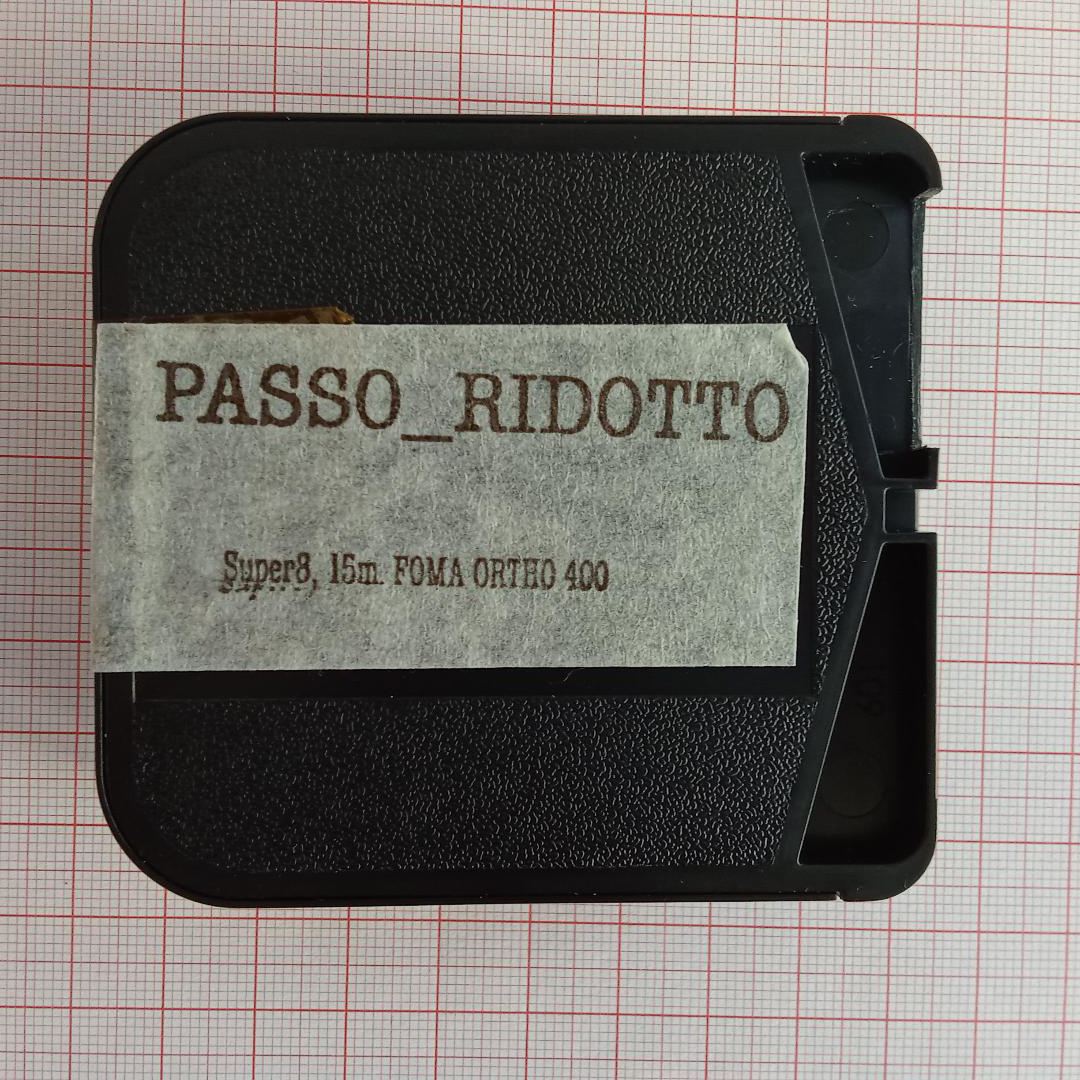 PASSO_RIDOTTO
Super8, 15m. FOMA ORTHO 400